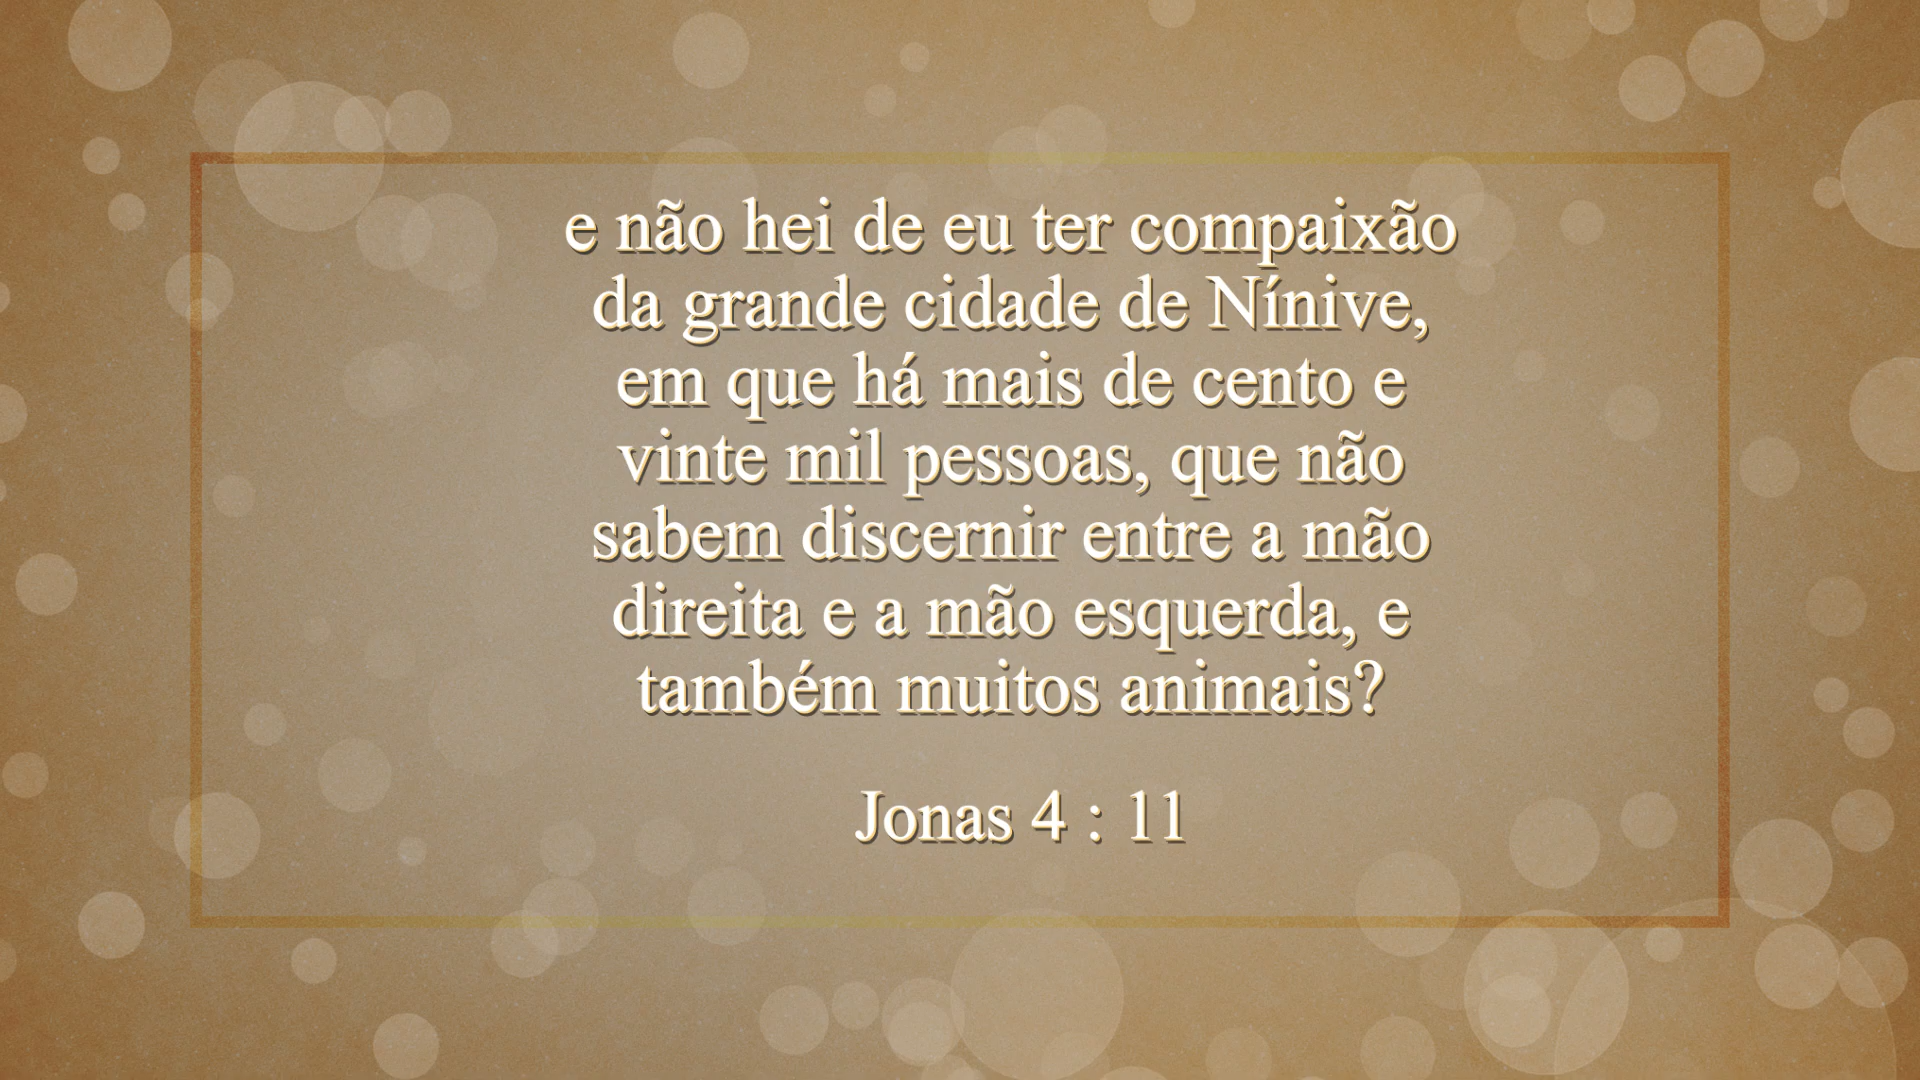 e não hei de eu ter compaixão
da grande cidade de Nínive,
em que há mais de cento e
vinte mil pessoas, que não
sabem discernir entre a mão
direita e a mão esquerda, e
também muitos animais?
Jonas 4 : 11